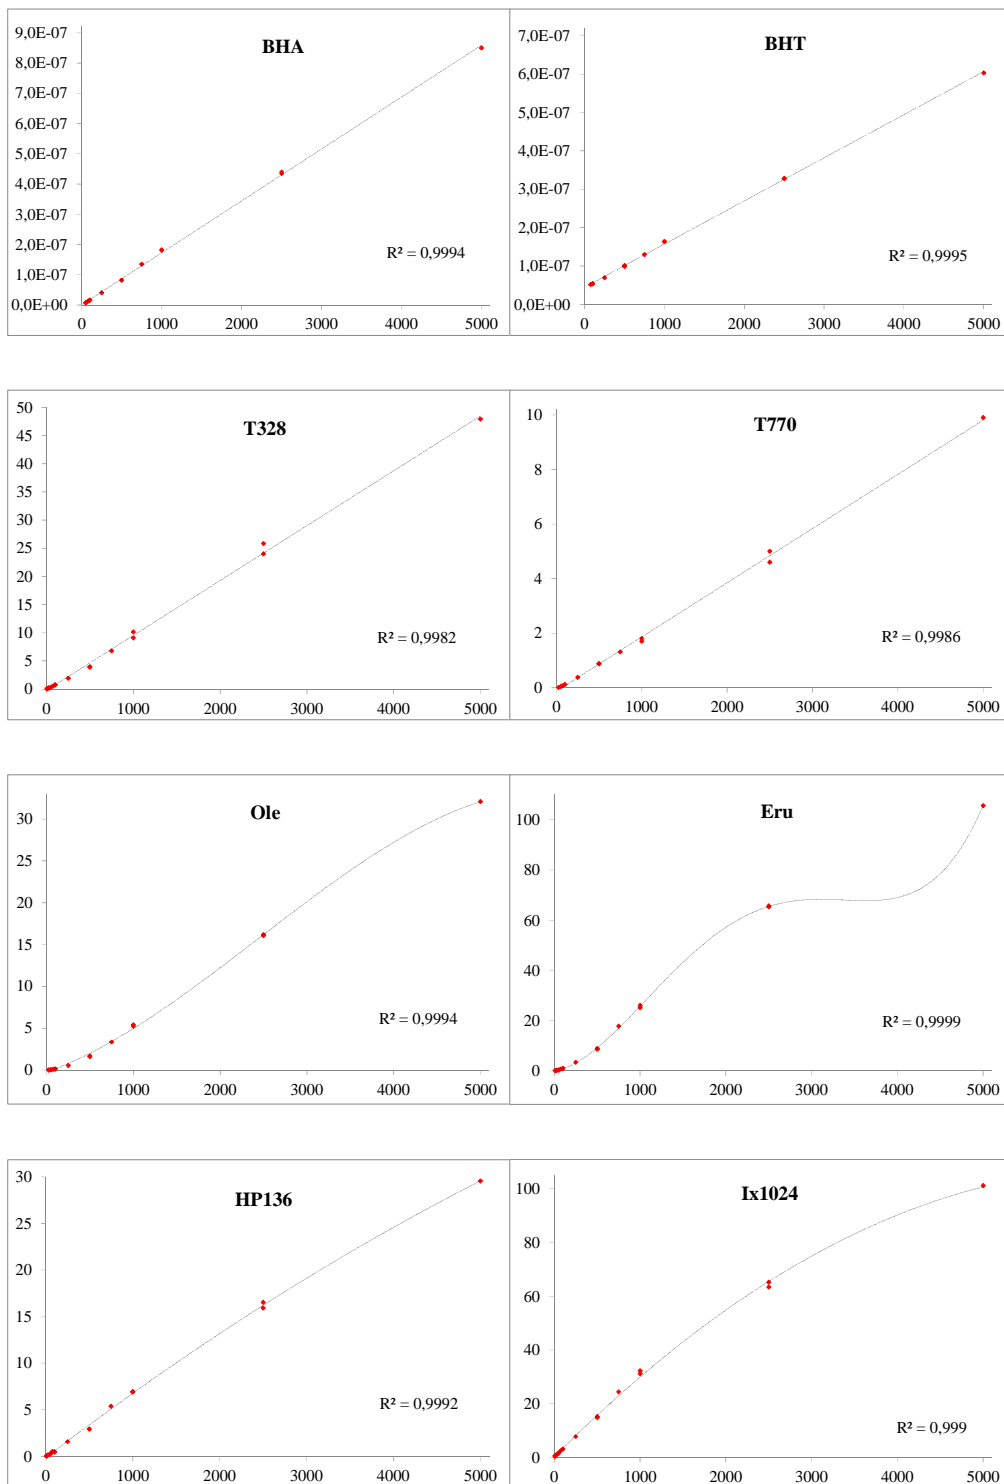 BHA
9,0E-07
8,0E-07
7,0E-07
6,0E-07
5,0E-07
4,0E-07
3,0E-07
2,0E-07
1,0E-07
0,0E+00
R² = 0,9994
0 1000 2000 3000 4000 5000
BHT
7,0E-07
6,0E-07
5,0E-07
4,0E-07
3,0E-07
2,0E-07
1,0E-07
0,0E+00
R² = 0,9995
0 1000 2000 3000 4000 5000
T328
50
45
40
35
30
25
20
15
10
5
0
R² = 0,9982
0 1000 2000 3000 4000 5000
T770
10
8
6
4
2
0
R² = 0,9986
0 1000 2000 3000 4000 5000
Ole
30
25
20
15
10
5
0
R² = 0,9994
0 1000 2000 3000 4000 5000
Eru
100
80
60
40
20
0
R² = 0,9999
0 1000 2000 3000 4000 5000
HP136
30
25
20
15
10
5
0
R² = 0,9992
0 1000 2000 3000 4000 5000
Ix1024
100
80
60
40
20
0
R² = 0,999
0 1000 2000 3000 4000 5000